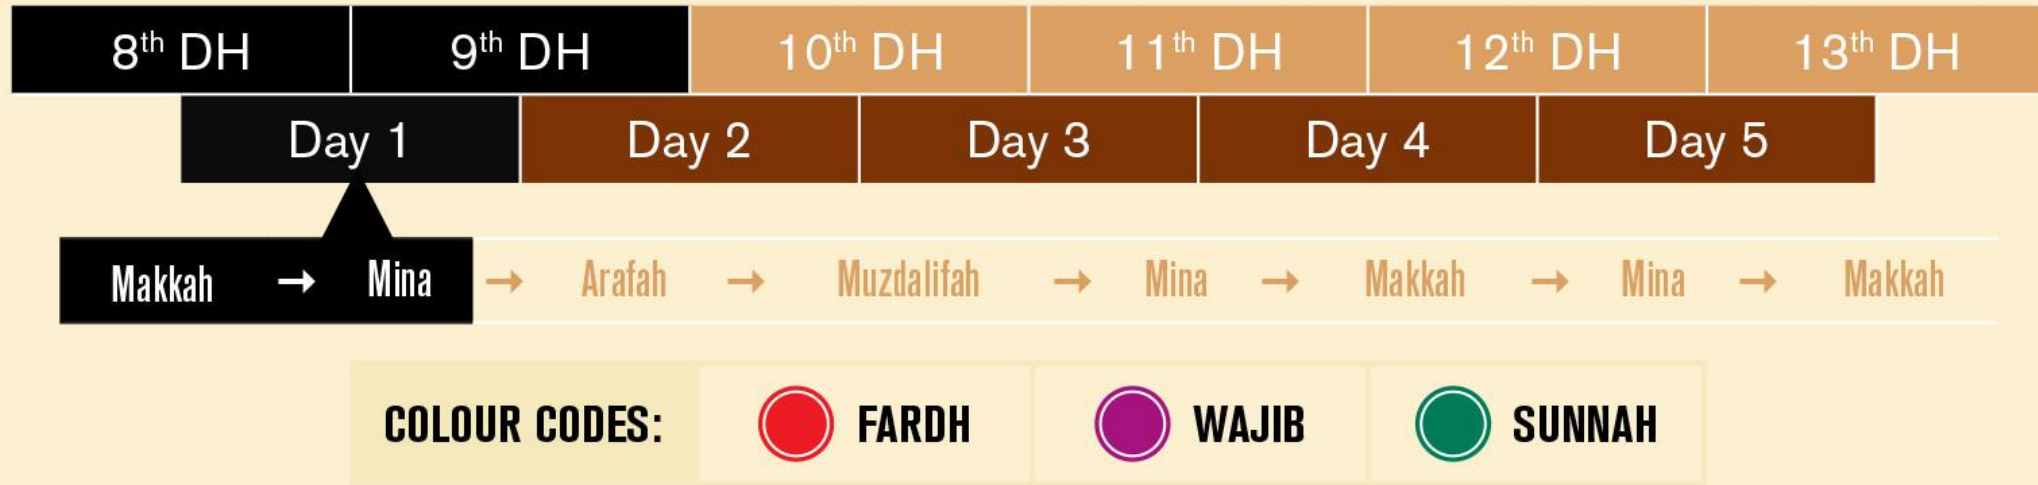 8th DH 9th DH 10th DH 11th DH 12th DH 13th DH
Day 1 Day 2 Day 3 Day 4 Day 5
Makkah → Mina → Arafah → Muzdalifah → Mina → Makkah → Mina → Makkah
COLOUR CODES: FARDH WAJIB SUNNAH